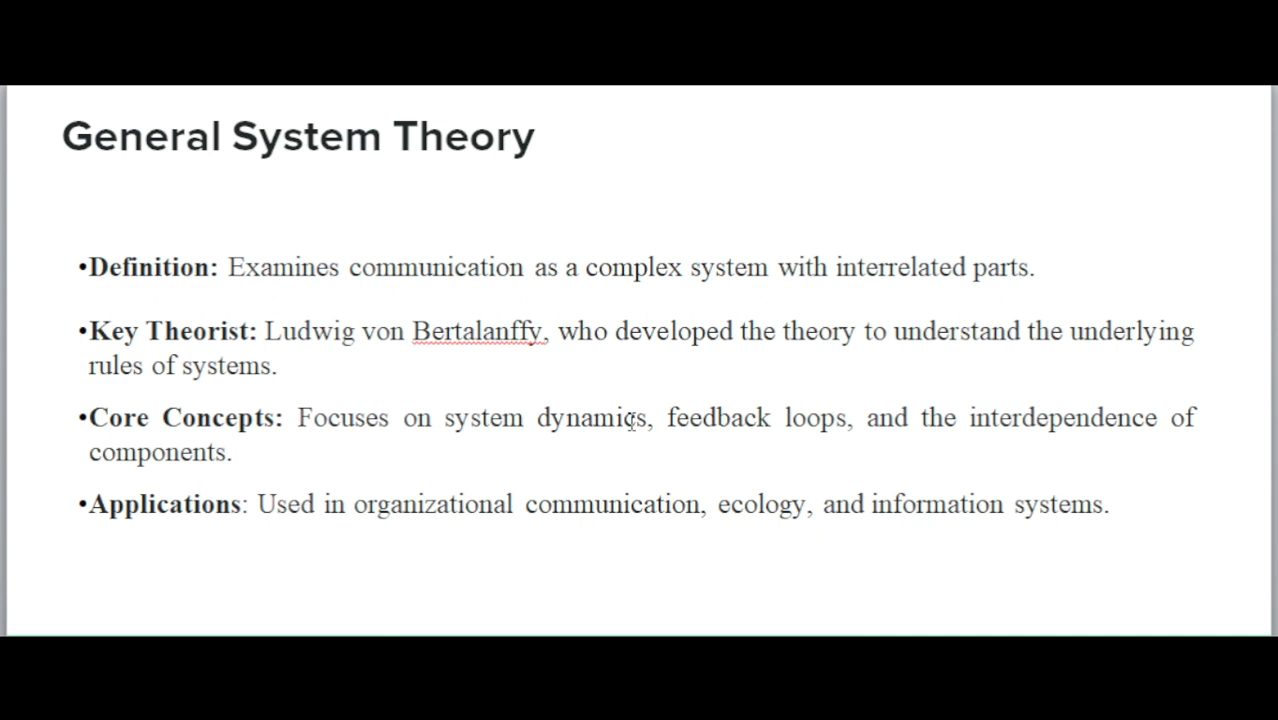 General System Theory
•Definition: Examines communication as a complex system with interrelated parts.
•Key Theorist: Ludwig von Bertalanffy, who developed the theory to understand the underlying
rules of systems.
•Core Concepts: Focuses on system dynamics, feedback loops, and the interdependence of
components.
•Applications: Used in organizational communication, ecology, and information systems.